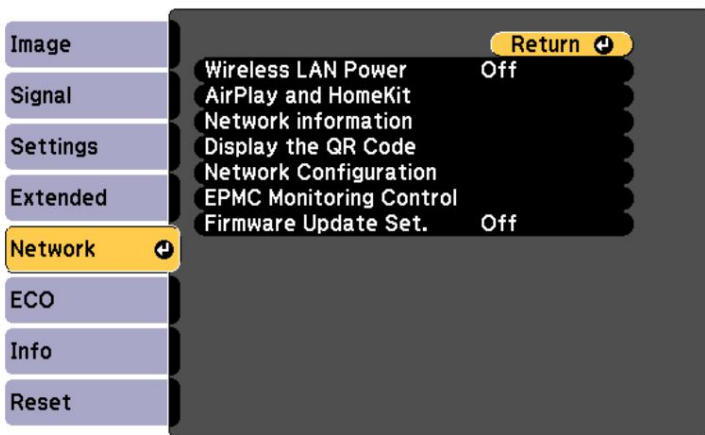 Image
Signal
Settings
Extended
Network
ECO
Info
Reset
Return
Wireless LAN Power Off
AirPlay and HomeKit
Network information
Display the QR Code
Network Configuration
EPMC Monitoring Control
Firmware Update Set. Off